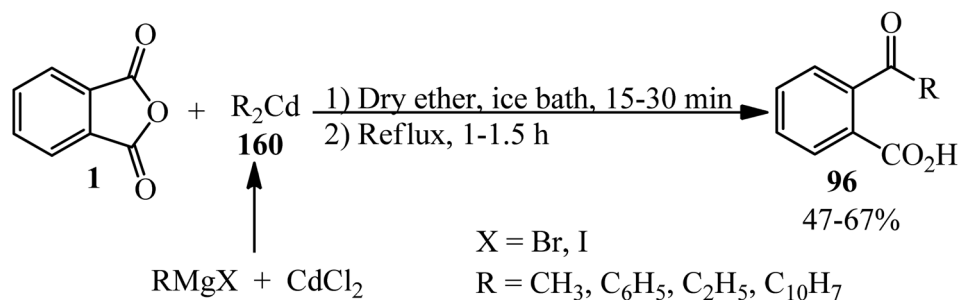 O
O
O
1
+
R₂Cd
160
1) Dry ether, ice bath, 15-30 min
2) Reflux, 1-1.5 h
O
R
CO₂H
96
47-67%
RMgX + CdCl₂
X = Br, I
R = CH₃, C₆H₅, C₂H₅, C₁₀H₇